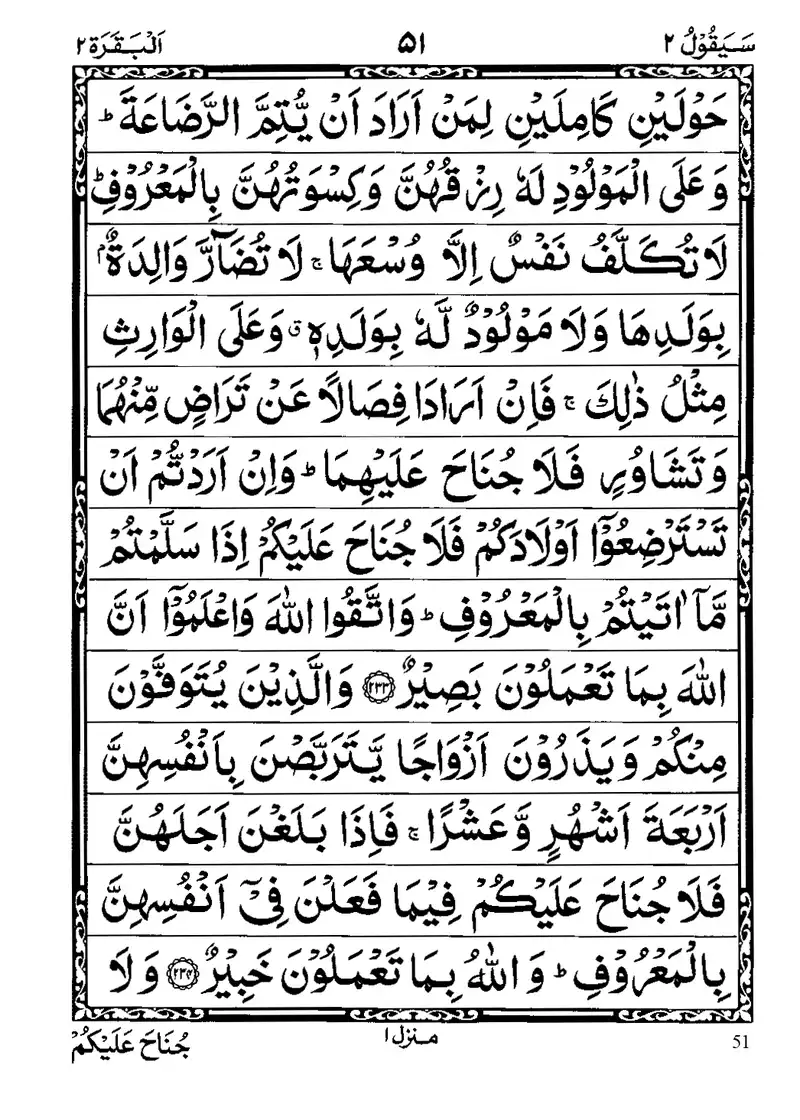 سَيَقُوْلُ ٢ ٥١ اَلْبَقَرَة ٢
حَوْلَيْنِ كَامِلَيْنِ لِمَنْ اَرَادَ اَنْ يُّتِمَّ الرَّضَاعَةَ ؕ
وَعَلَى الْمَوْلُوْدِ لَهٗ رِزْقُهُنَّ وَكِسْوَتُهُنَّ بِالْمَعْرُوْفِ ؕ
لَا تُكَلَّفُ نَفْسٌ اِلَّا وُسْعَهَا ۚ لَا تُضَآرَّ وَالِدَةٌۢ
بِوَلَدِهَا وَلَا مَوْلُوْدٌ لَّهٗ بِوَلَدِهٖ ۗ وَعَلَى الْوَارِثِ
مِثْلُ ذٰلِكَ ۚ فَاِنْ اَرَادَا فِصَالًا عَنْ تَرَاضٍ مِّنْهُمَا
وَتَشَاوُرٍ فَلَا جُنَاحَ عَلَيْهِمَا ؕ وَاِنْ اَرَدْتُّمْ اَنْ
تَسْتَرْضِعُوْٓا اَوْلَادَكُمْ فَلَا جُنَاحَ عَلَيْكُمْ اِذَا سَلَّمْتُمْ
مَّآ اٰتَيْتُمْ بِالْمَعْرُوْفِ ؕ وَاتَّقُوا اللّٰهَ وَاعْلَمُوْٓا اَنَّ
اللّٰهَ بِمَا تَعْمَلُوْنَ بَصِيْرٌ ﴿٢٣٣﴾ وَالَّذِيْنَ يُتَوَفَّوْنَ
مِنْكُمْ وَيَذَرُوْنَ اَزْوَاجًا يَّتَرَبَّصْنَ بِاَنْفُسِهِنَّ
اَرْبَعَةَ اَشْهُرٍ وَّعَشْرًا ۚ فَاِذَا بَلَغْنَ اَجَلَهُنَّ
فَلَا جُنَاحَ عَلَيْكُمْ فِيْمَا فَعَلْنَ فِيْٓ اَنْفُسِهِنَّ
بِالْمَعْرُوْفِ ؕ وَاللّٰهُ بِمَا تَعْمَلُوْنَ خَبِيْرٌ ﴿٢٣٤﴾ وَلَا
51 منزل ١ جُنَاحَ عَلَيْكُمْ